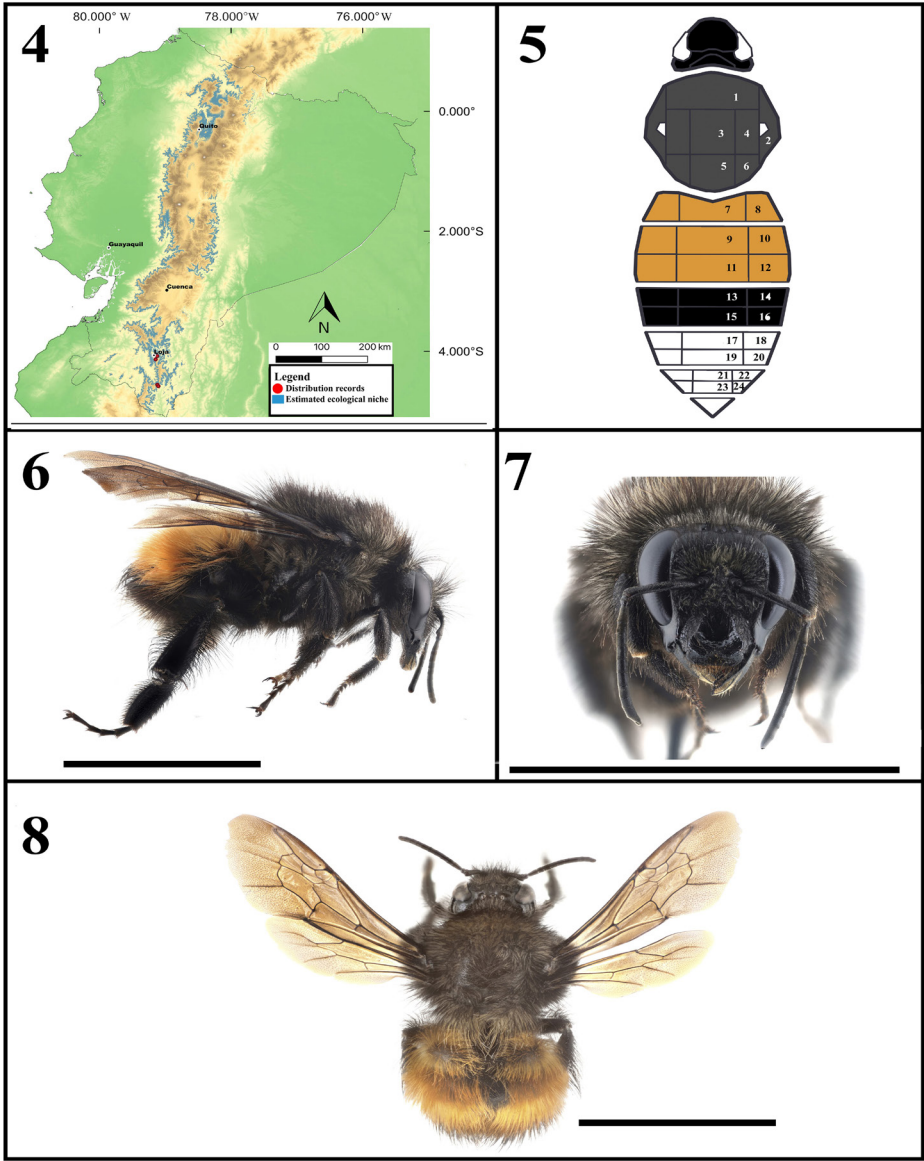 4
80.000° W 78.000° W 76.000° W
0.000°
2.000°S
4.000°S
Quito
Guayaquil
Cuenca
Loja
N
0 100 200 km
Legend
Distribution records
Estimated ecological niche
5
1
3 4 2
5 6
7 8
9 10
11 12
13 14
15 16
17 18
19 20
21 22
23 24
6
7
8